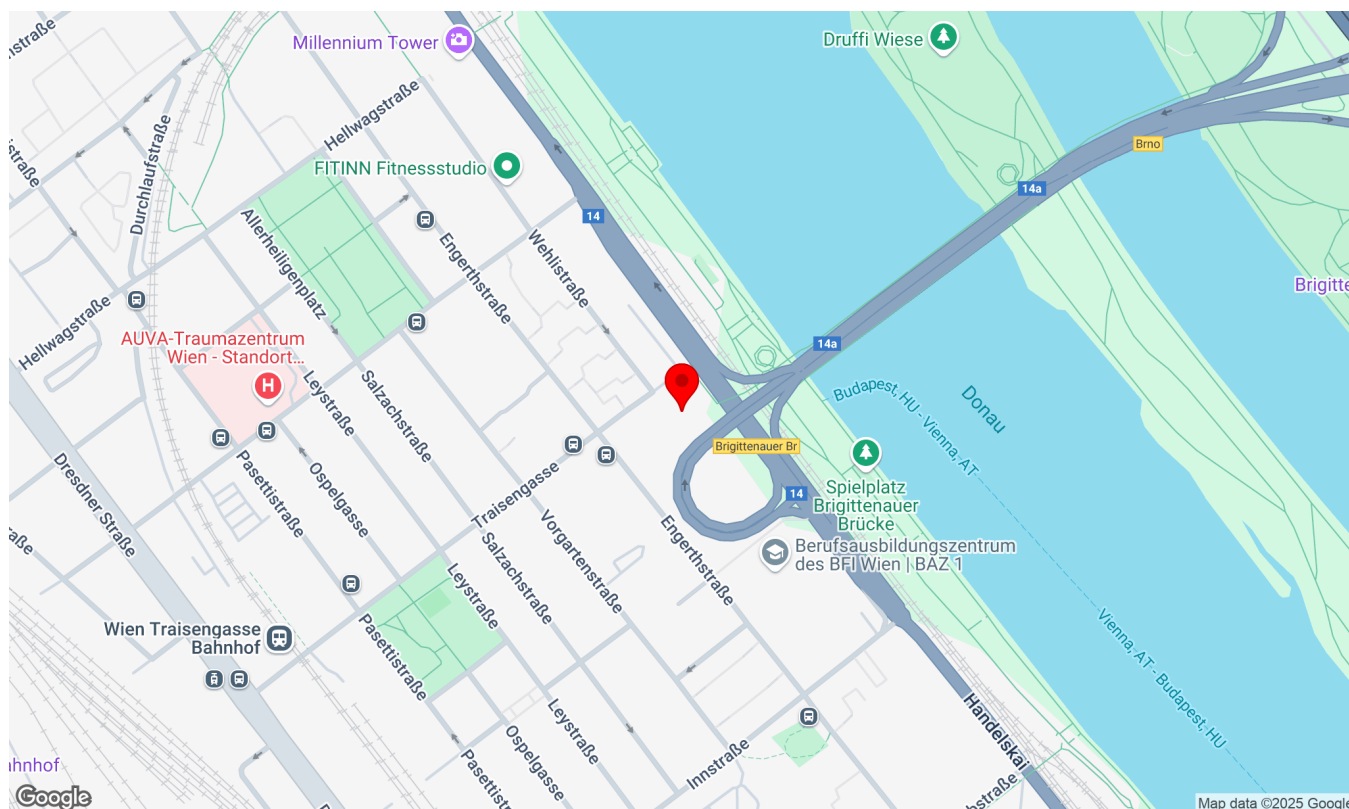 Millennium Tower
Druffi Wiese
Hellwagstraße
Durchlaufstraße
FITINN Fitnessstudio
Brno
14a
14
Allerheiligenplatz
Engerthstraße
Wehlistraße
Brigitte
Hellwagstraße
AUVA-Traumazentrum
Wien - Standort...
H
14a
Budapest, HU - Vienna, AT
Donau
Leystraße
Salzachstraße
Brigittenauer Br
Dresdner Straße
Pasettistraße
Ospelgasse
Traisengasse
14
Spielplatz
Brigittenauer
Brücke
Vorgartenstraße
Engerthstraße
Berufsausbildungszentrum
des BFI Wien | BAZ 1
Salzachstraße
Leystraße
Wien Traisengasse
Bahnhof
Pasettistraße
Vienna, AT - Budapest, HU
Leystraße
Handelskai
Ospelgasse
Innstraße
Pasettistraße
Google
Map data ©2025 Google